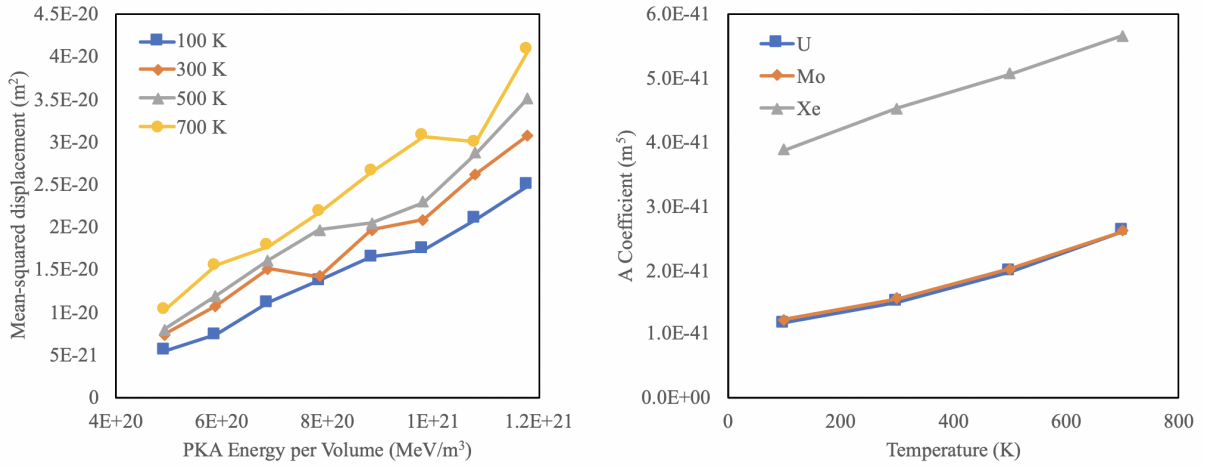 4.5E-20
4E-20
3.5E-20
3E-20
2.5E-20
2E-20
1.5E-20
1E-20
5E-21
0
Mean-squared displacement (m²)
100 K
300 K
500 K
700 K
4E+20
6E+20
8E+20
1E+21
1.2E+21
PKA Energy per Volume (MeV/m³)
6.0E-41
5.0E-41
4.0E-41
3.0E-41
2.0E-41
1.0E-41
0.0E+00
A Coefficient (m⁵)
U
Mo
Xe
0
200
400
600
800
Temperature (K)